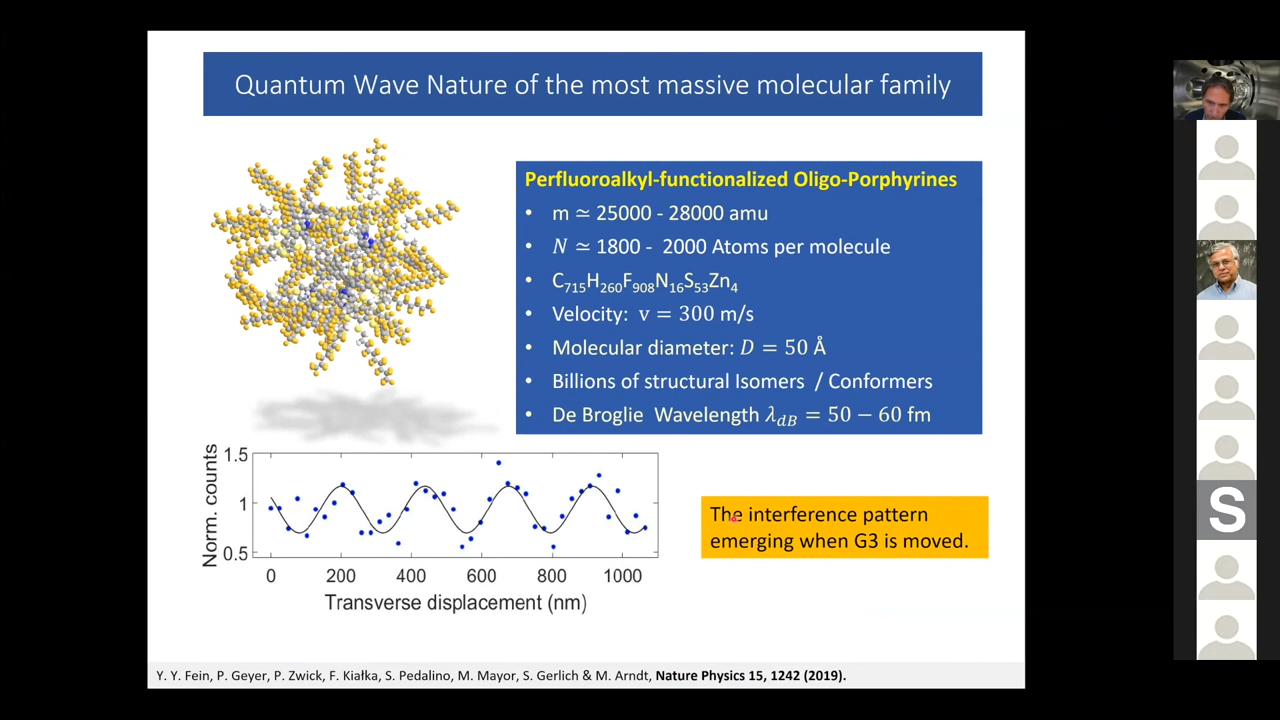 Quantum Wave Nature of the most massive molecular family
Perfluoroalkyl-functionalized Oligo-Porphyrines
• m ≃ 25000 - 28000 amu
• N ≃ 1800 - 2000 Atoms per molecule
• C₇₁₅H₂₆₀F₉₀₈N₁₆S₅₃Zn₄
• Velocity: v = 300 m/s
• Molecular diameter: D = 50 Å
• Billions of structural Isomers / Conformers
• De Broglie Wavelength λ_dB = 50 − 60 fm
Norm. counts
1.5
1
0.5
0 200 400 600 800 1000
Transverse displacement (nm)
The interference pattern
emerging when G3 is moved.
Y. Y. Fein, P. Geyer, P. Zwick, F. Kiałka, S. Pedalino, M. Mayor, S. Gerlich & M. Arndt, Nature Physics 15, 1242 (2019).
S